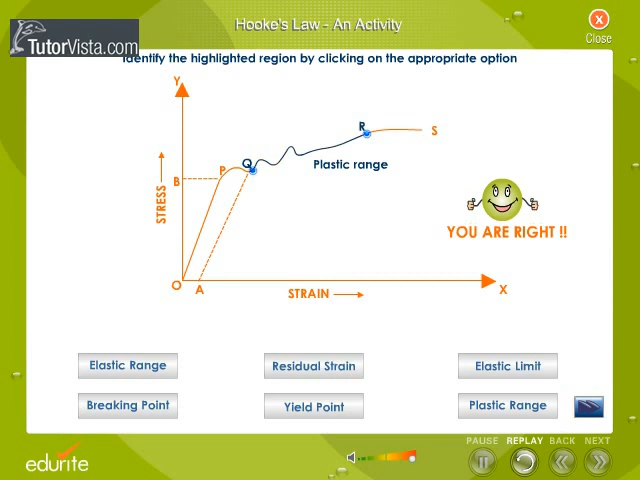 Hooke's Law - An Activity
Close
TutorVista.com
Identify the highlighted region by clicking on the appropriate option
Y
R
S
Q
P
Plastic range
B
STRESS
YOU ARE RIGHT !!
O
A
STRAIN
X
Elastic Range
Residual Strain
Elastic Limit
Breaking Point
Yield Point
Plastic Range
PAUSE REPLAY BACK NEXT
edurite